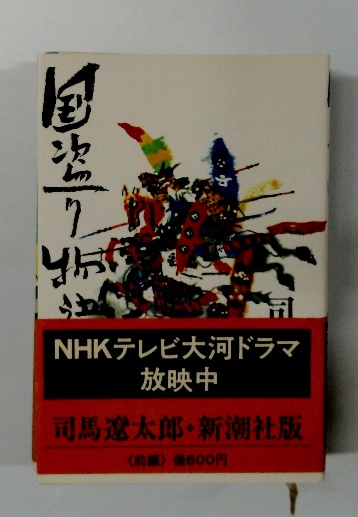 国盗り物語
司
NHKテレビ大河ドラマ
放映中
司馬遼太郎・新潮社版
〈前編〉価600円